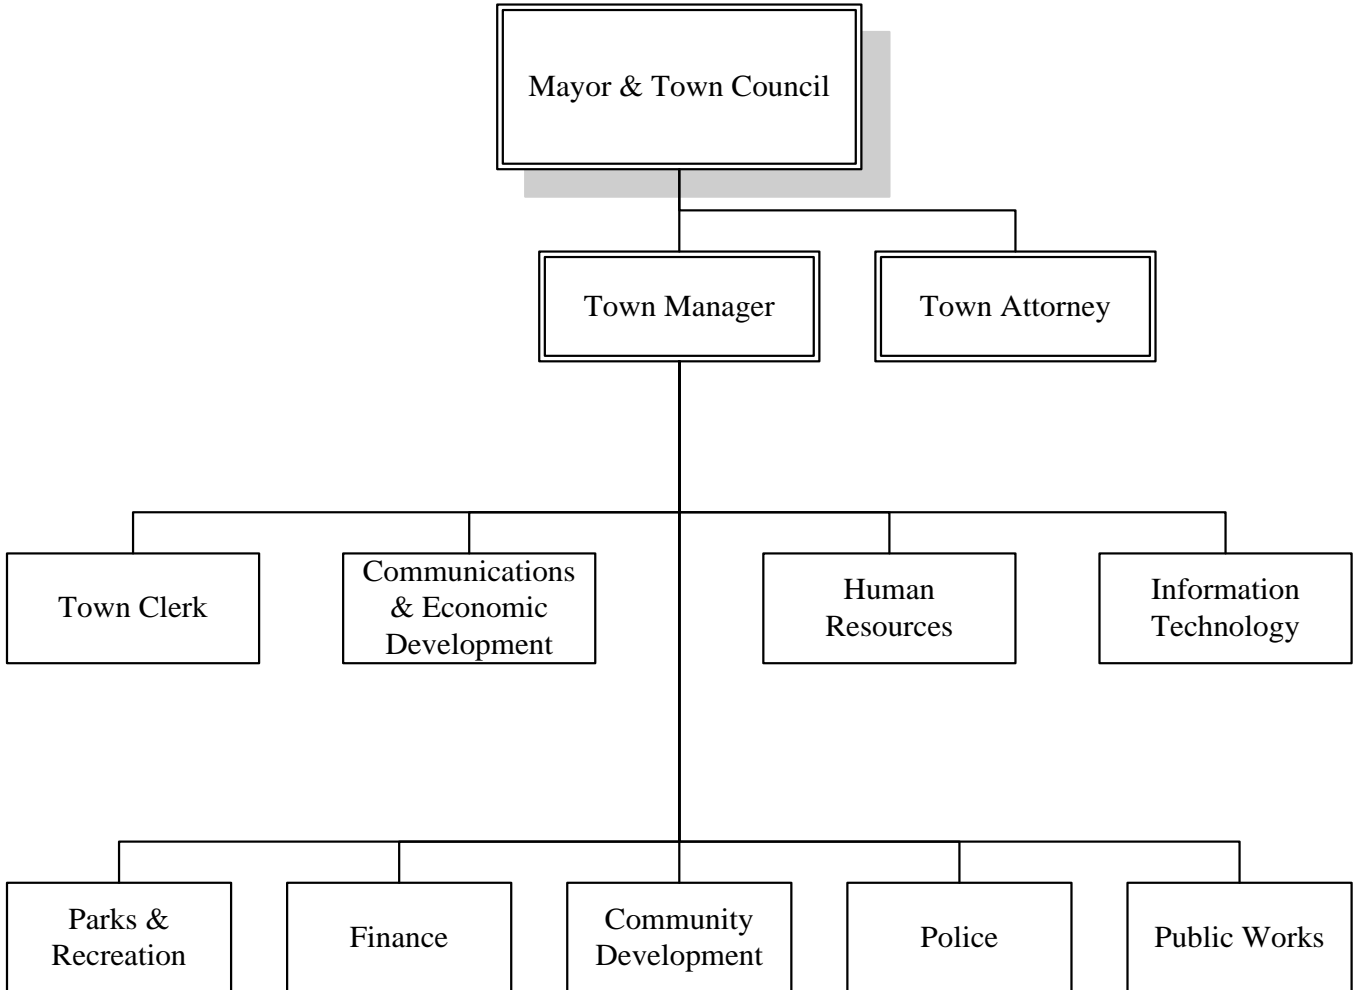 Mayor & Town Council
Town Manager
Town Attorney
Town Clerk
Communications
& Economic
Development
Human
Resources
Information
Technology
Parks &
Recreation
Finance
Community
Development
Police
Public Works